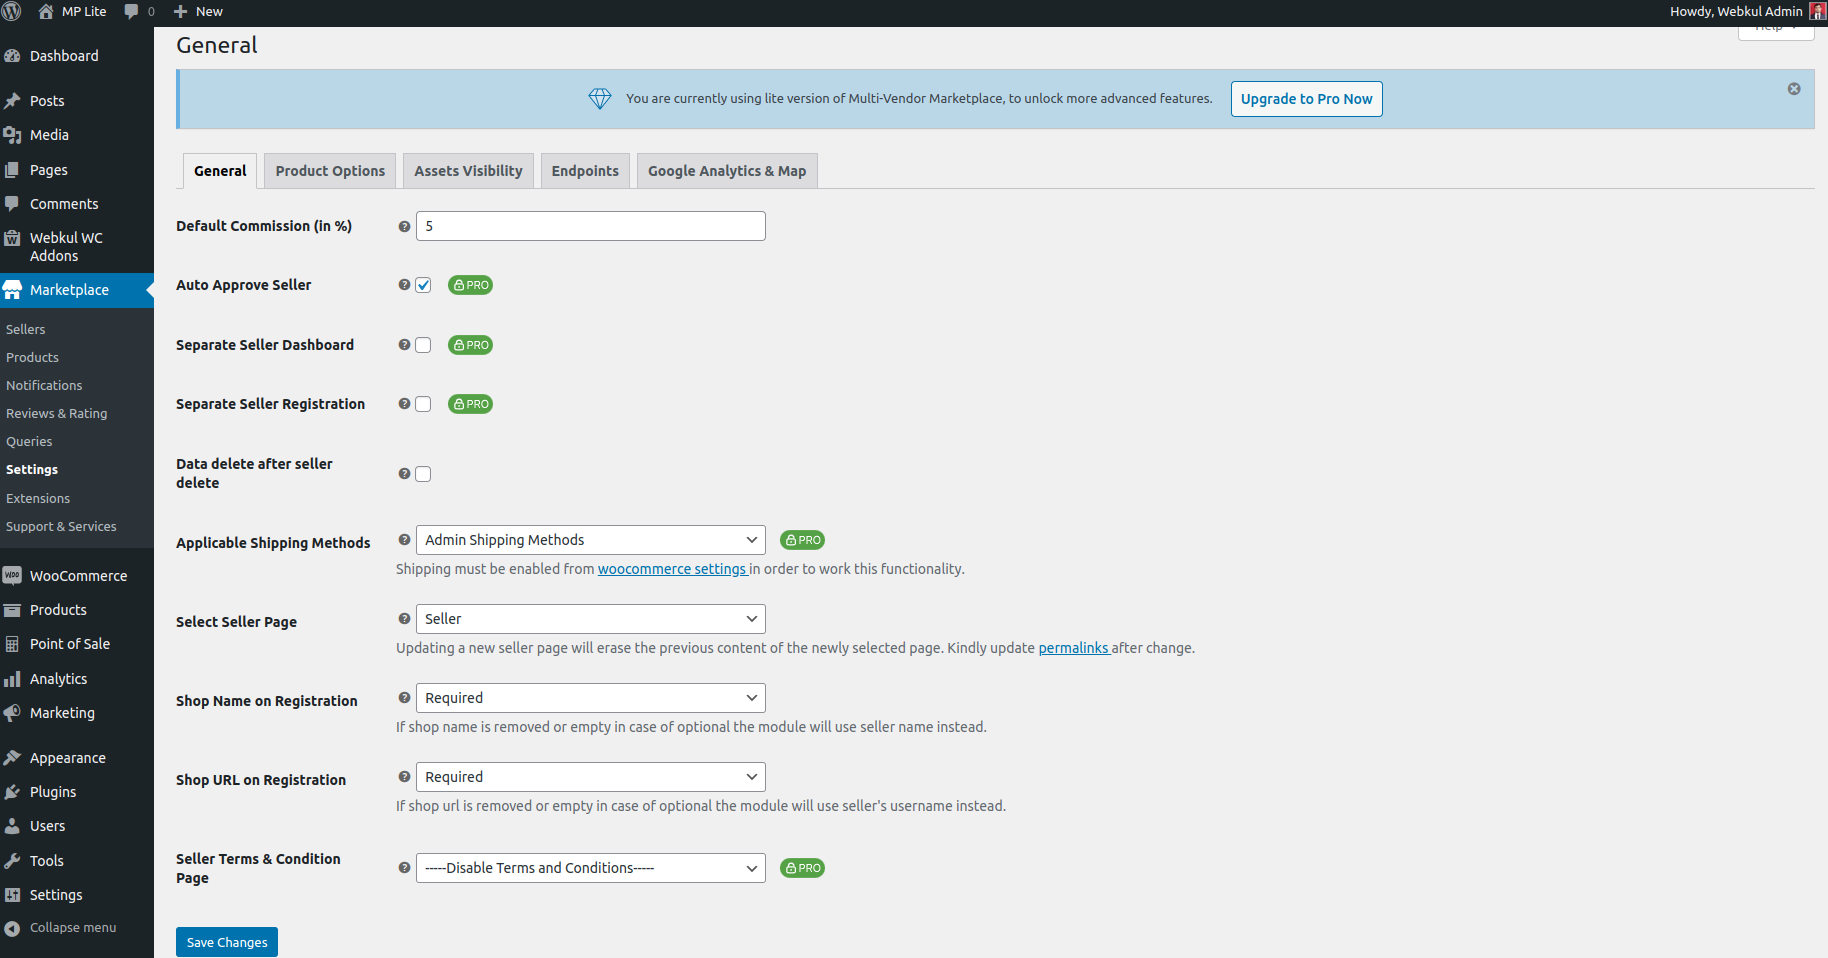 MP Lite
0
New
Howdy, Webkul Admin
Help
Dashboard
Posts
Media
Pages
Comments
Webkul WC
Addons
Marketplace
Sellers
Products
Notifications
Reviews & Rating
Queries
Settings
Extensions
Support & Services
WooCommerce
Products
Point of Sale
Analytics
Marketing
Appearance
Plugins
Users
Tools
Settings
Collapse menu
General
You are currently using lite version of Multi-Vendor Marketplace, to unlock more advanced features.
Upgrade to Pro Now
General
Product Options
Assets Visibility
Endpoints
Google Analytics & Map
Default Commission (in %)
5
Auto Approve Seller
PRO
Separate Seller Dashboard
PRO
Separate Seller Registration
PRO
Data delete after seller
delete
Applicable Shipping Methods
Admin Shipping Methods
PRO
Shipping must be enabled from woocommerce settings in order to work this functionality.
Select Seller Page
Seller
Updating a new seller page will erase the previous content of the newly selected page. Kindly update permalinks after change.
Shop Name on Registration
Required
If shop name is removed or empty in case of optional the module will use seller name instead.
Shop URL on Registration
Required
If shop url is removed or empty in case of optional the module will use seller's username instead.
Seller Terms & Condition
Page
-----Disable Terms and Conditions-----
PRO
Save Changes